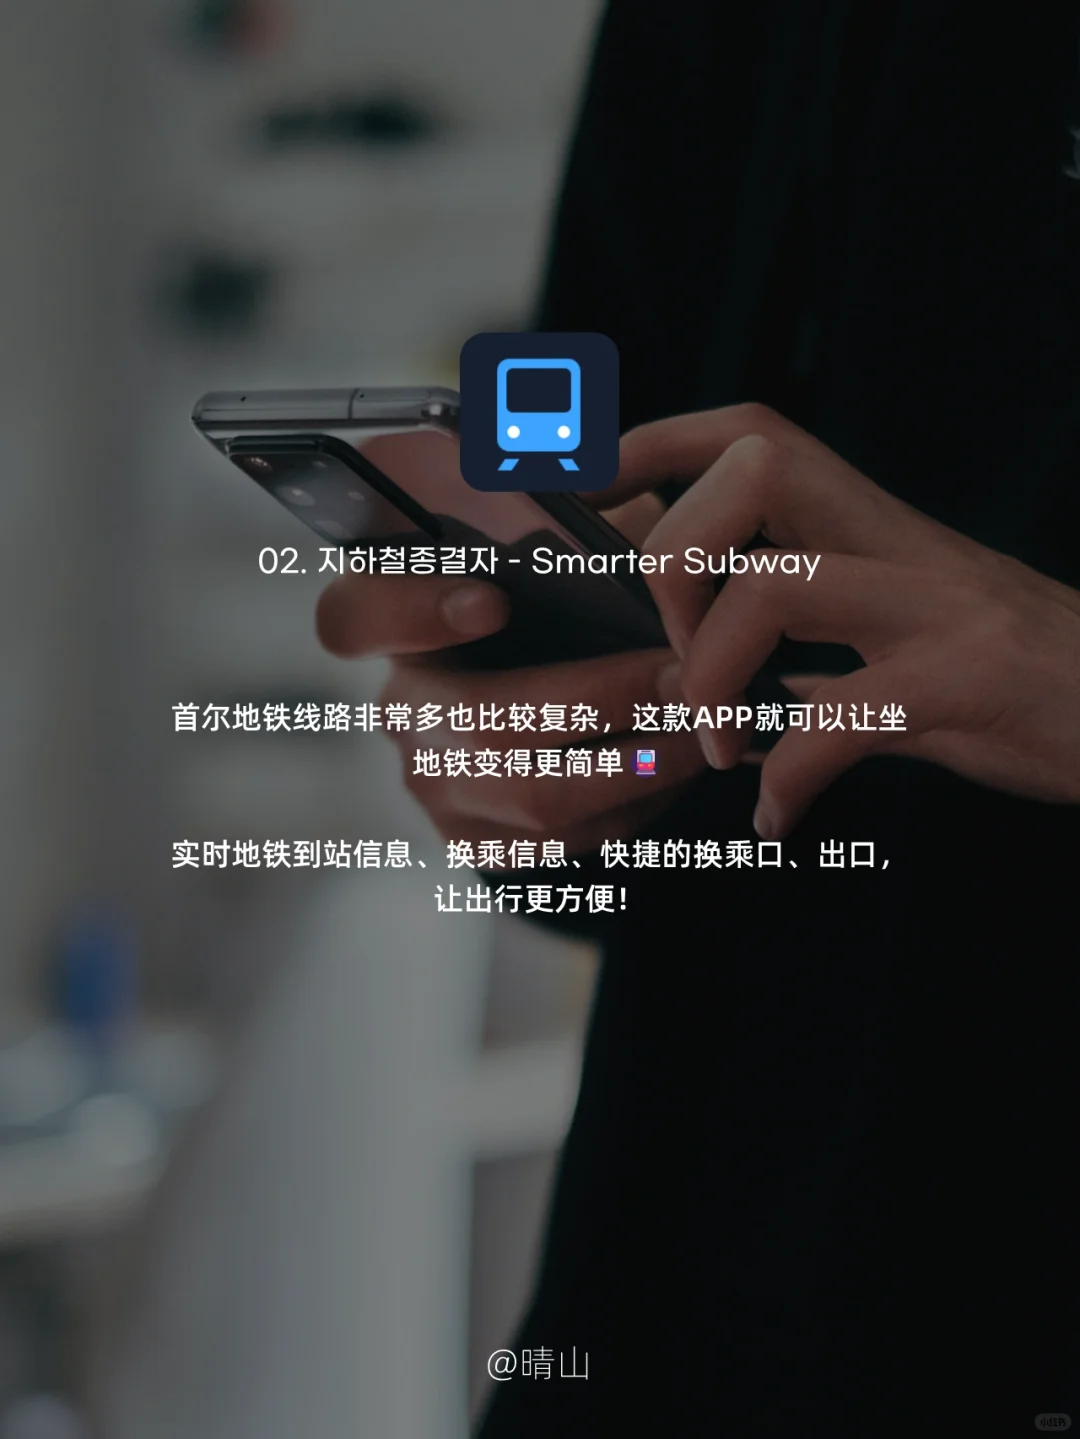 02. 지하철종결자 - Smarter Subway
首尔地铁线路非常多也比较复杂，这款APP就可以让坐
地铁变得更简单 🚇
实时地铁到站信息、换乘信息、快捷的换乘口、出口，
让出行更方便！
@晴山
小红书